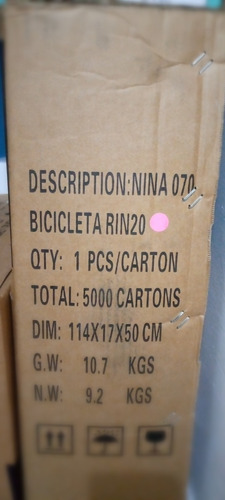 DESCRIPTION:NINA 070
BICICLETA RIN20
QTY: 1 PCS/CARTON
TOTAL: 5000 CARTONS
DIM: 114X17X50 CM
G.W: 10.7 KGS
N.W: 9.2 KGS